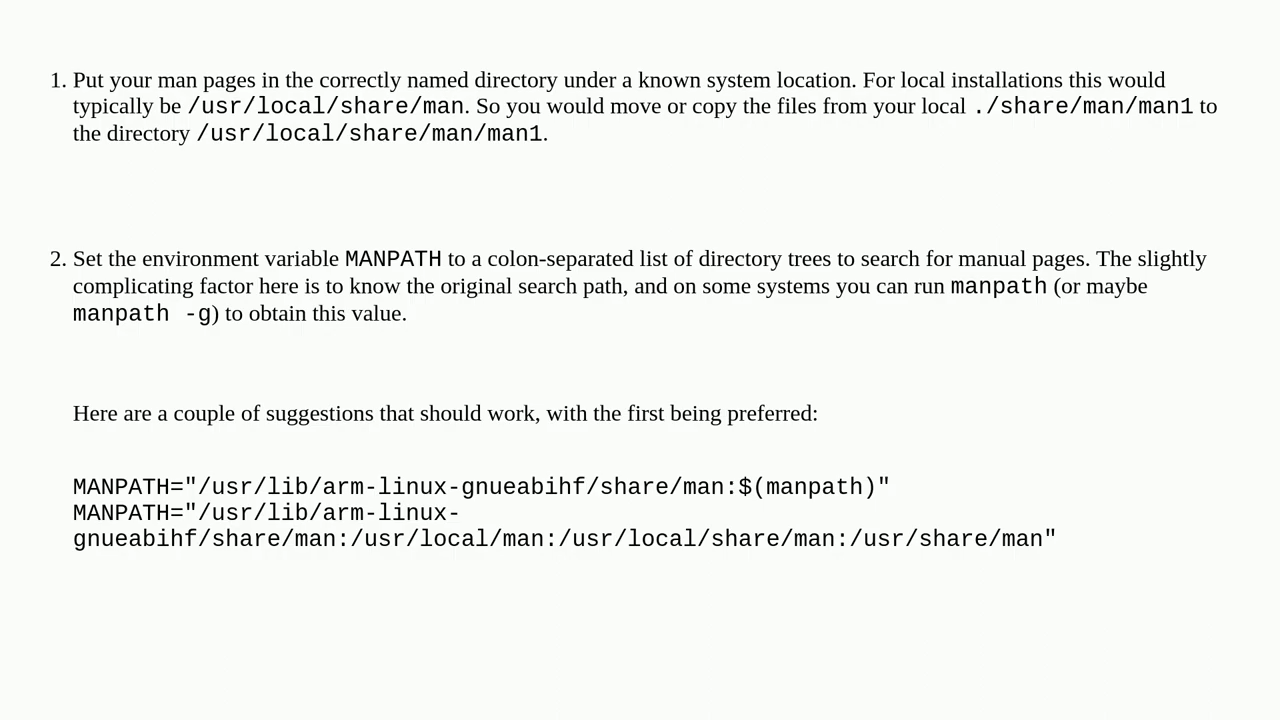 1. Put your man pages in the correctly named directory under a known system location. For local installations this would
typically be /usr/local/share/man. So you would move or copy the files from your local ./share/man/man1 to
the directory /usr/local/share/man/man1.
2. Set the environment variable MANPATH to a colon-separated list of directory trees to search for manual pages. The slightly
complicating factor here is to know the original search path, and on some systems you can run manpath (or maybe
manpath -g) to obtain this value.
Here are a couple of suggestions that should work, with the first being preferred:
MANPATH="/usr/lib/arm-linux-gnueabihf/share/man:$(manpath)"
MANPATH="/usr/lib/arm-linux-
gnueabihf/share/man:/usr/local/man:/usr/local/share/man:/usr/share/man"